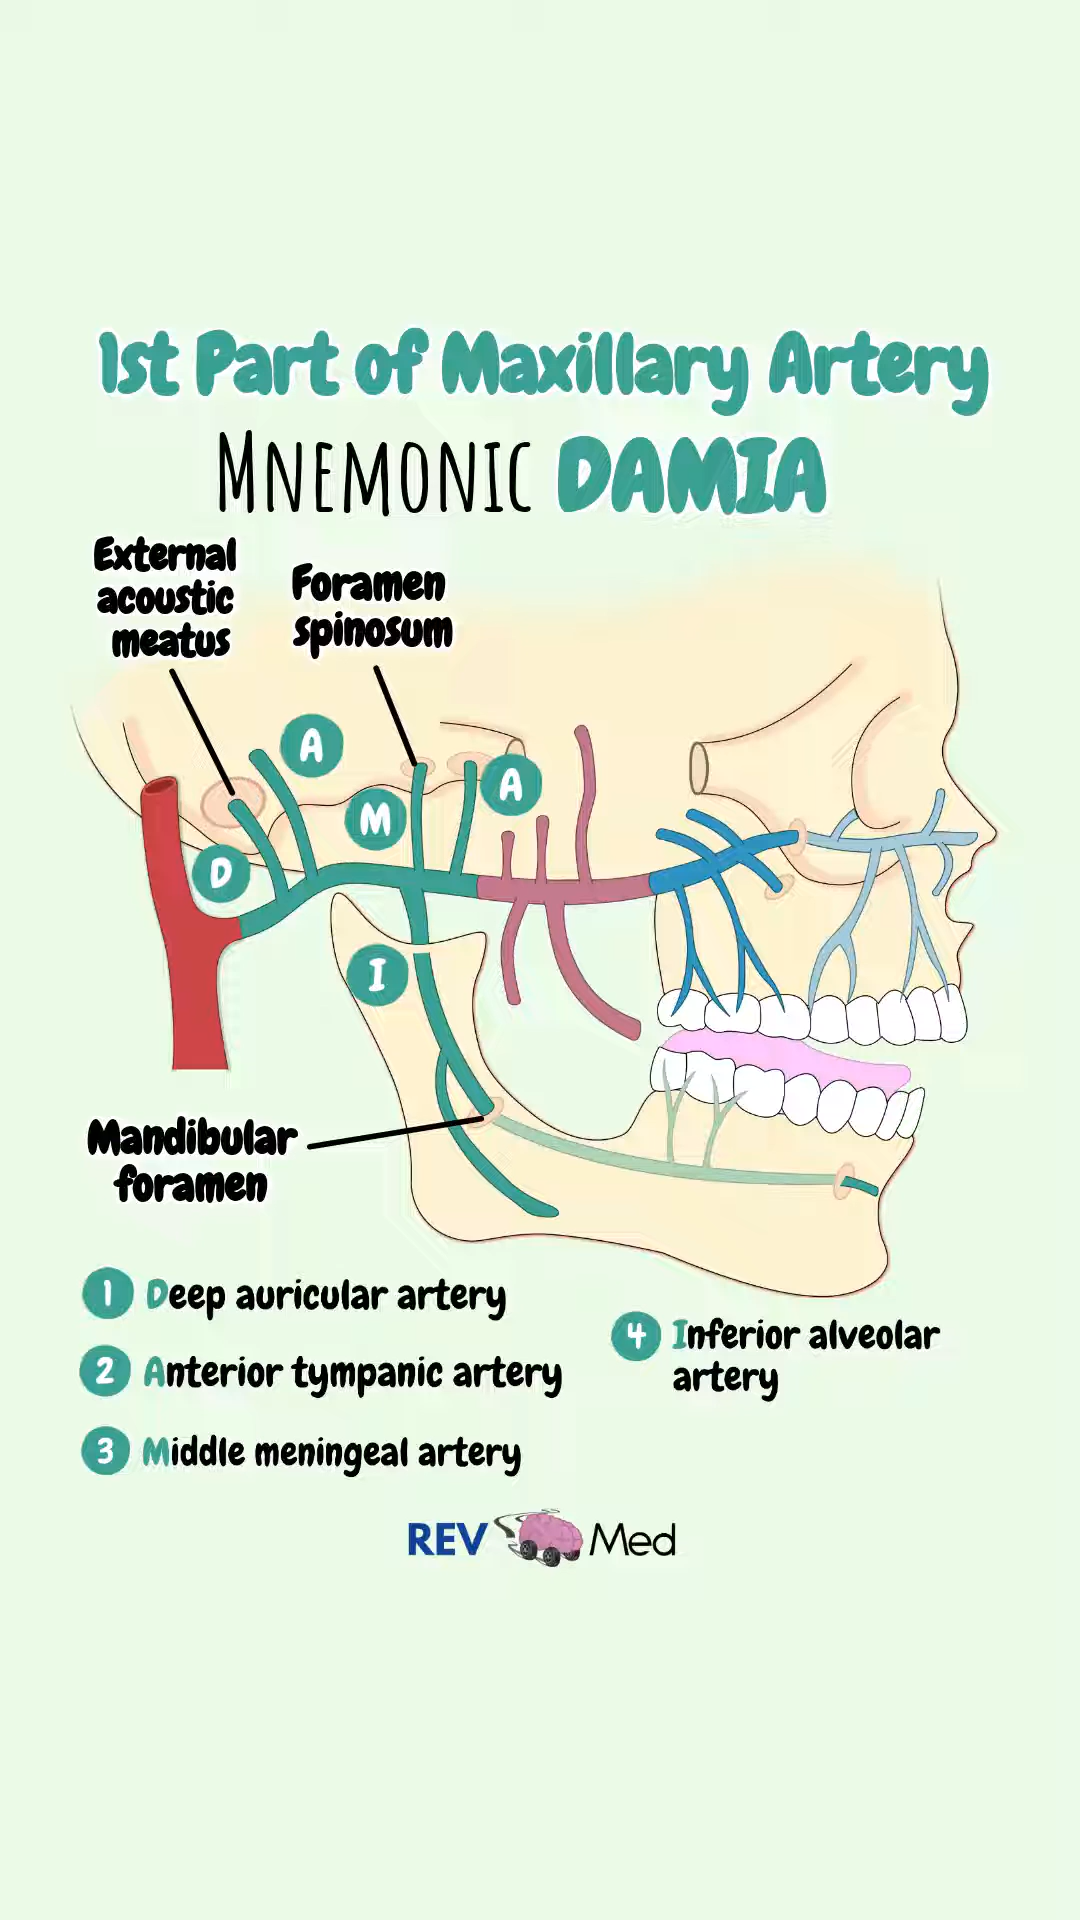 1st Part of Maxillary Artery
MNEMONIC DAMIA
External
acoustic
meatus
Foramen
spinosum
A
A
M
D
I
Mandibular
foramen
1 Deep auricular artery
2 Anterior tympanic artery
3 Middle meningeal artery
4 Inferior alveolar
artery
REV Med